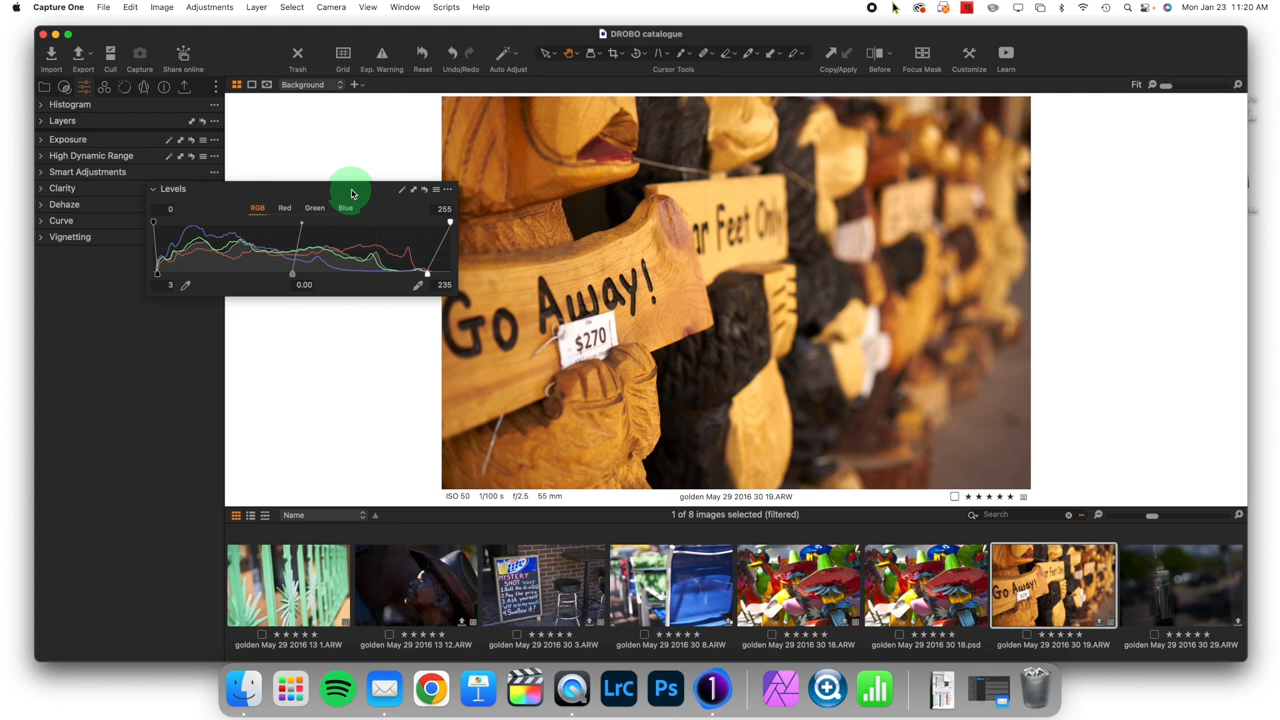 Capture One File Edit Image Adjustments Layer Select Camera View Window Scripts Help Mon Jan 23 11:20 AM
DROBO catalogue
Import Export Cull Capture Share online Trash Grid Exp. Warning Reset Undo/Redo Auto Adjust Cursor Tools Copy/Apply Before Focus Mask Customize Learn
Background Fit
Histogram
Layers
Exposure
High Dynamic Range
Smart Adjustments
Clarity
Dehaze
Curve
Vignetting
Levels
0 RGB Red Green Blue 255
3 0.00 235
Go Away!
ar Feet Only
$270
ISO 50 1/100 s f/2.5 55 mm golden May 29 2016 30 19.ARW
Name 1 of 8 images selected (filtered) Search
MYSTERY
SHOT
Go Away!
golden May 29 2016 13 1.ARW golden May 29 2016 13 12.ARW golden May 29 2016 30 3.ARW golden May 29 2016 30 8.ARW golden May 29 2016 30 18.ARW golden May 29 2016 30 18.psd golden May 29 2016 30 19.ARW golden May 29 2016 30 29.ARW
LrC Ps 1